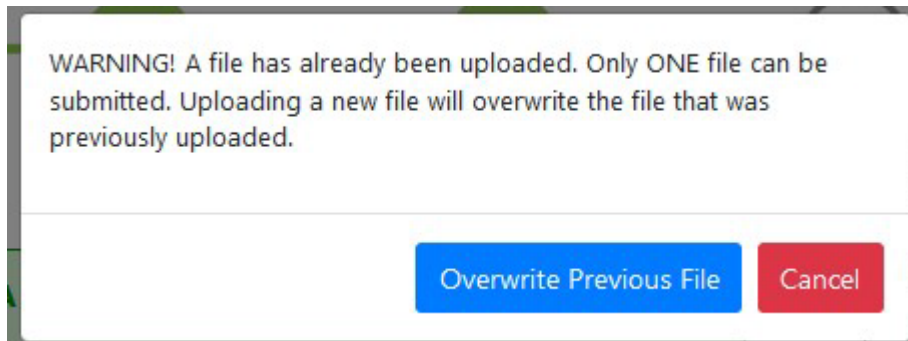 WARNING! A file has already been uploaded. Only ONE file can be
submitted. Uploading a new file will overwrite the file that was
previously uploaded.
Overwrite Previous File
Cancel